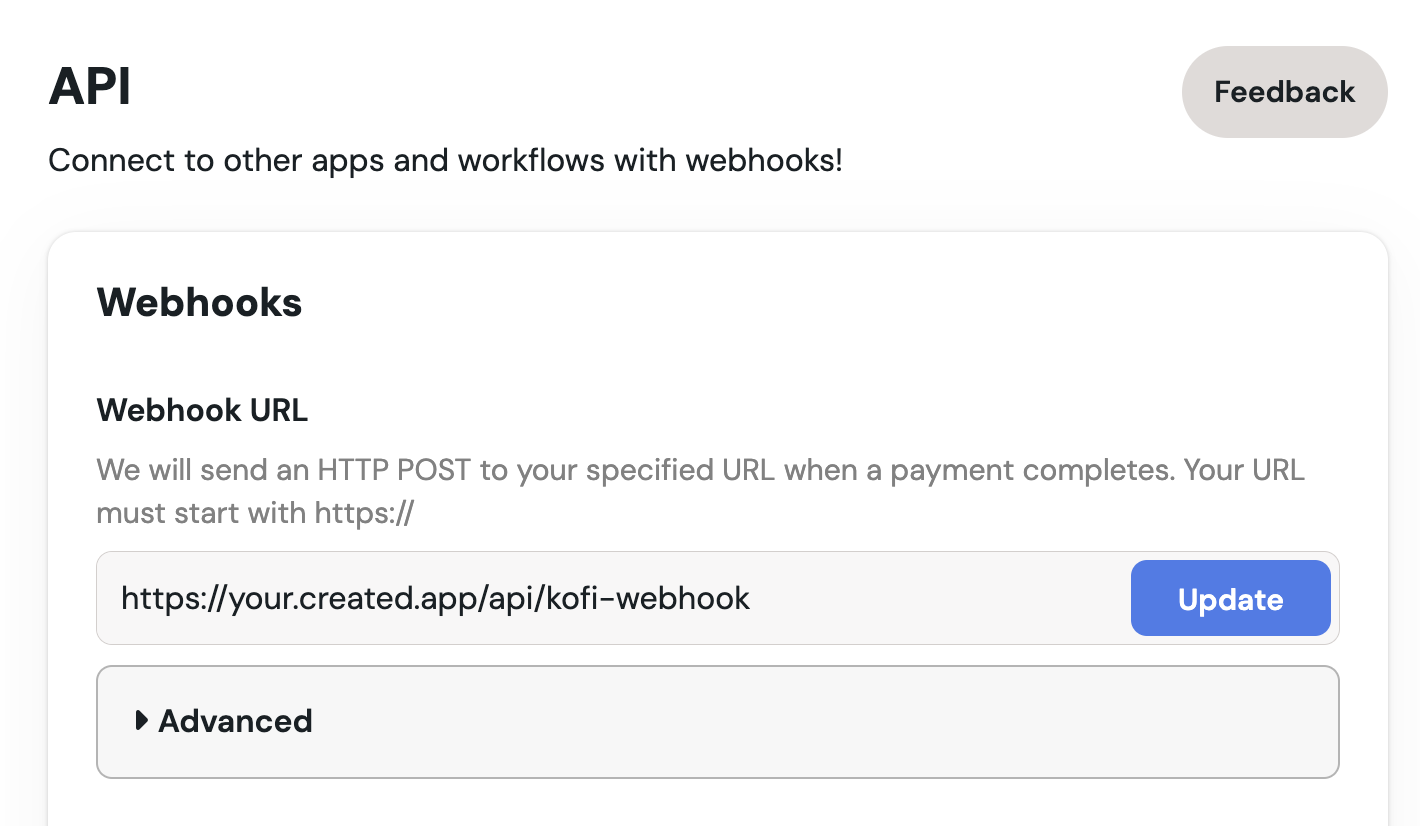 API
Feedback
Connect to other apps and workflows with webhooks!
Webhooks
Webhook URL
We will send an HTTP POST to your specified URL when a payment completes. Your URL
must start with https://
https://your.created.app/api/kofi-webhook
Update
Advanced